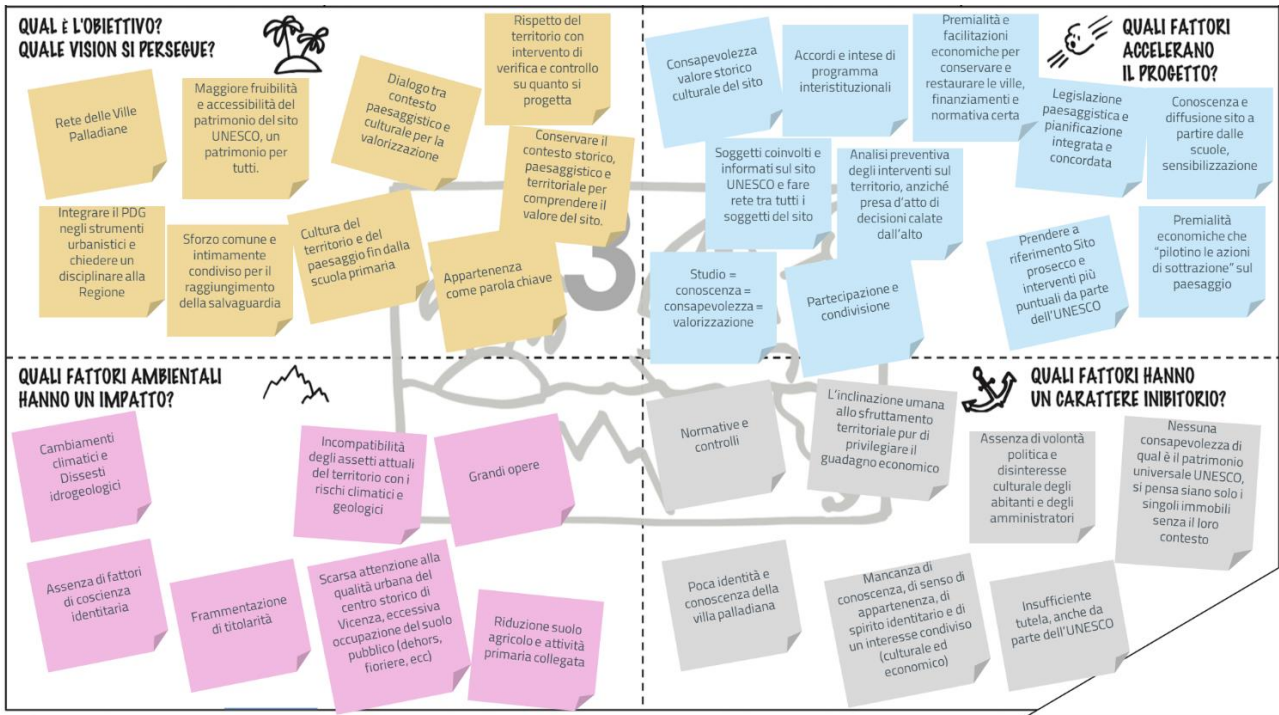 QUAL È L'OBIETTIVO?
QUALE VISION SI PERSEGUE?
Rete delle Ville
Palladiane
Maggiore fruibilità
e accessibilità del
patrimonio del sito
UNESCO, un
patrimonio per
tutti.
Dialogo tra
contesto
paesaggistico e
culturale per la
valorizzazione
Rispetto del
territorio con
intervento di
verifica e controllo
su quanto si
progetta
Conservare il
contesto storico,
paesaggistico e
territoriale per
comprendere il
valore del sito.
Integrare il PDG
negli strumenti
urbanistici e
chiedere un
disciplinare alla
Regione
Sforzo comune e
intimamente
condiviso per il
raggiungimento
della salvaguardia
Cultura del
territorio e del
paesaggio fin dalla
scuola primaria
Appartenenza
come parola chiave
3
QUALI FATTORI
ACCELERANO
IL PROGETTO?
Consapevolezza
valore storico
culturale del sito
Accordi e intese di
programma
interistituzionali
Premialità e
facilitazioni
economiche per
conservare e
restaurare le ville,
finanziamenti e
normativa certa
Legislazione
paesaggistica e
pianificazione
integrata e
concordata
Conoscenza e
diffusione sito a
partire dalle
scuole,
sensibilizzazione
Soggetti coinvolti e
informati sul sito
UNESCO e fare
rete tra tutti i
soggetti del sito
Analisi preventiva
degli interventi sul
territorio, anziché
presa d'atto di
decisioni calate
dall'alto
Prendere a
riferimento Sito
prosecco e
interventi più
puntuali da parte
dell'UNESCO
Premialità
economiche che
"pilotino le azioni
di sottrazione" sul
paesaggio
Studio =
conoscenza =
consapevolezza =
valorizzazione
Partecipazione e
condivisione
QUALI FATTORI AMBIENTALI
HANNO UN IMPATTO?
Cambiamenti
climatici e
Dissesti
idrogeologici
Incompatibilità
degli assetti attuali
del territorio con i
rischi climatici e
geologici
Grandi opere
Assenza di fattori
di coscienza
identitaria
Frammentazione
di titolarità
Scarsa attenzione alla
qualità urbana del
centro storico di
Vicenza, eccessiva
occupazione del suolo
pubblico (dehors,
fioriere, ecc)
Riduzione suolo
agricolo e attività
primaria collegata
QUALI FATTORI HANNO
UN CARATTERE INIBITORIO?
Normative e
controlli
L'inclinazione umana
allo sfruttamento
territoriale pur di
privilegiare il
guadagno economico
Assenza di volontà
politica e
disinteresse
culturale degli
abitanti e degli
amministratori
Nessuna
consapevolezza di
qual è il patrimonio
universale UNESCO,
si pensa siano solo i
singoli immobili
senza il loro
contesto
Poca identità e
conoscenza della
villa palladiana
Mancanza di
conoscenza, di senso di
appartenenza, di
spirito identitario e di
un interesse condiviso
(culturale ed
economico)
Insufficiente
tutela, anche da
parte dell'UNESCO